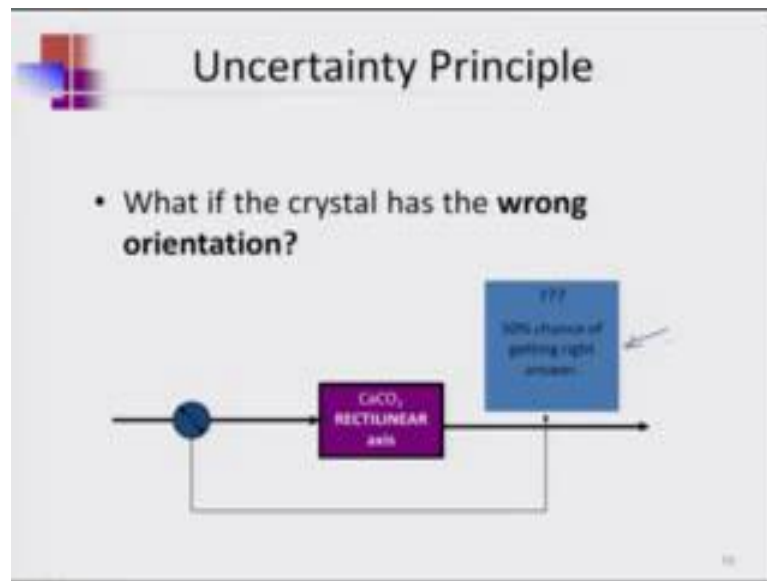 Uncertainty Principle
• What if the crystal has the wrong
orientation?
???
50% chance of
getting right
answer.
CaCO₃
RECTILINEAR
axis